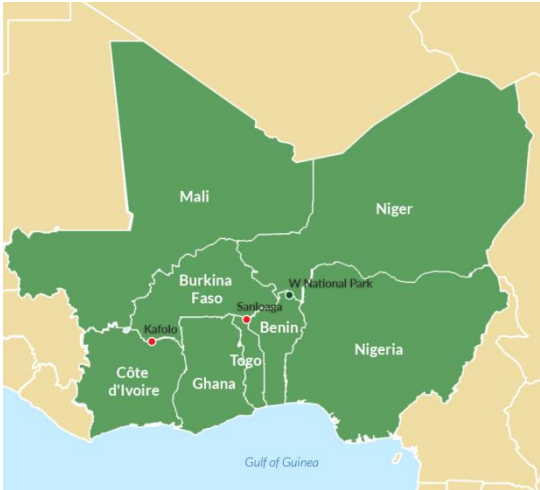 Mali
Niger
W National Park
Burkina
Faso
Sanloaga
Benin
Kafolo
Togo
Nigeria
Côte
d'Ivoire
Ghana
Gulf of Guinea